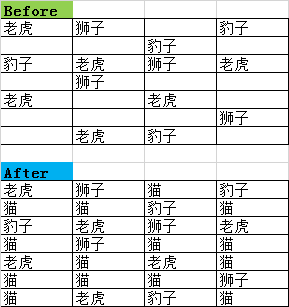 Before
老虎 狮子 豹子
豹子
豹子 老虎 狮子 老虎
狮子
老虎 老虎
狮子
老虎 豹子
After
老虎 狮子 猫 豹子
猫 猫 豹子 猫
豹子 老虎 狮子 老虎
猫 狮子 猫 猫
老虎 猫 老虎 猫
猫 猫 猫 狮子
猫 老虎 豹子 猫